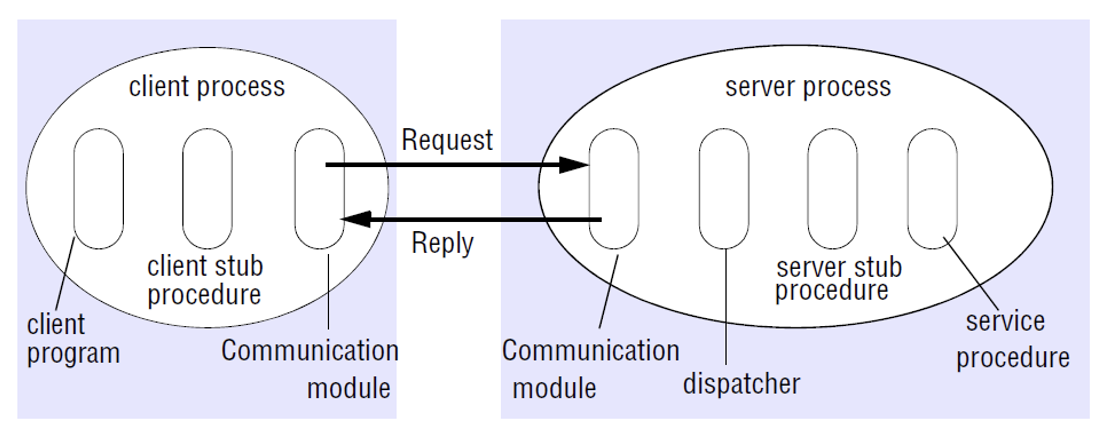 client process
server process
Request
Reply
client stub
procedure
server stub
procedure
client
program
Communication
module
Communication
module
dispatcher
service
procedure